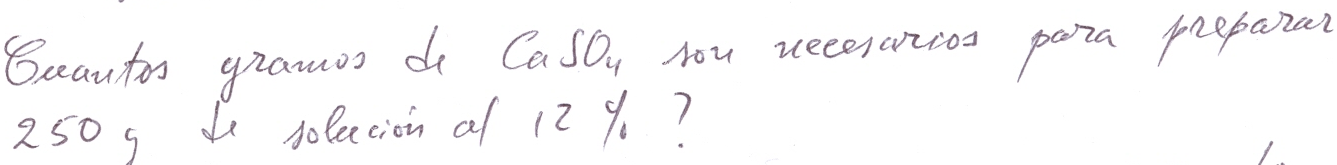 Cuantos gramos de CaSO₄ son necesarios para preparar
250 g de solución al 12 % ?